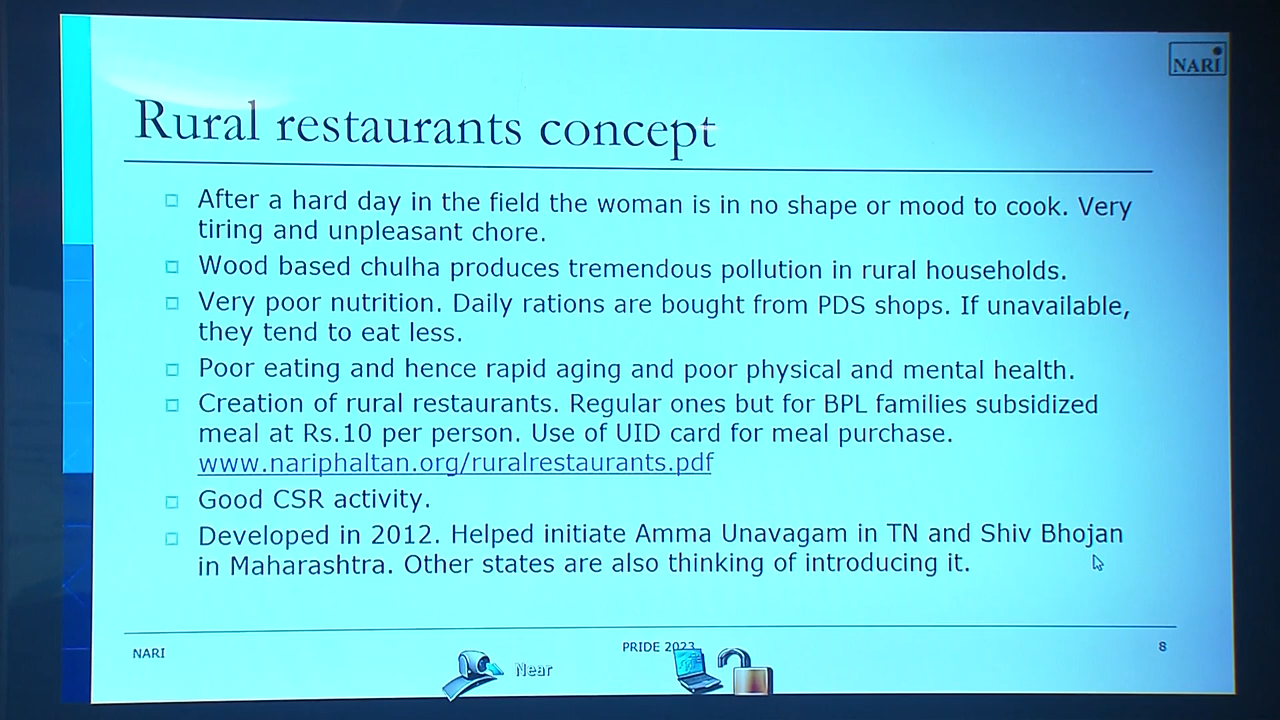 NARI
Rural restaurants concept
After a hard day in the field the woman is in no shape or mood to cook. Very
tiring and unpleasant chore.
Wood based chulha produces tremendous pollution in rural households.
Very poor nutrition. Daily rations are bought from PDS shops. If unavailable,
they tend to eat less.
Poor eating and hence rapid aging and poor physical and mental health.
Creation of rural restaurants. Regular ones but for BPL families subsidized
meal at Rs.10 per person. Use of UID card for meal purchase.
www.nariphaltan.org/ruralrestaurants.pdf
Good CSR activity.
Developed in 2012. Helped initiate Amma Unavagam in TN and Shiv Bhojan
in Maharashtra. Other states are also thinking of introducing it.
NARI PRIDE 2023 8
Near